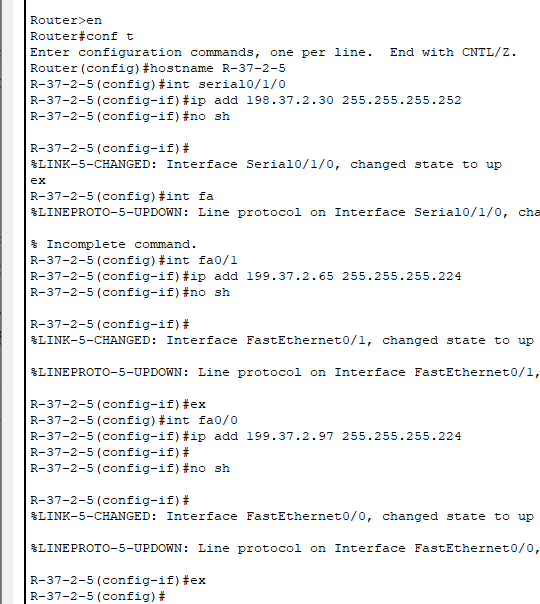 Router>en
Router#conf t
Enter configuration commands, one per line.  End with CNTL/Z.
Router(config)#hostname R-37-2-5
R-37-2-5(config)#int serial0/1/0
R-37-2-5(config-if)#ip add 198.37.2.30 255.255.255.252
R-37-2-5(config-if)#no sh
R-37-2-5(config-if)#
%LINK-5-CHANGED: Interface Serial0/1/0, changed state to up
ex
R-37-2-5(config)#int fa
%LINEPROTO-5-UPDOWN: Line protocol on Interface Serial0/1/0, cha
% Incomplete command.
R-37-2-5(config)#int fa0/1
R-37-2-5(config-if)#ip add 199.37.2.65 255.255.255.224
R-37-2-5(config-if)#no sh
R-37-2-5(config-if)#
%LINK-5-CHANGED: Interface FastEthernet0/1, changed state to up
%LINEPROTO-5-UPDOWN: Line protocol on Interface FastEthernet0/1,
R-37-2-5(config-if)#ex
R-37-2-5(config)#int fa0/0
R-37-2-5(config-if)#ip add 199.37.2.97 255.255.255.224
R-37-2-5(config-if)#
R-37-2-5(config-if)#no sh
R-37-2-5(config-if)#
%LINK-5-CHANGED: Interface FastEthernet0/0, changed state to up
%LINEPROTO-5-UPDOWN: Line protocol on Interface FastEthernet0/0,
R-37-2-5(config-if)#ex
R-37-2-5(config)#